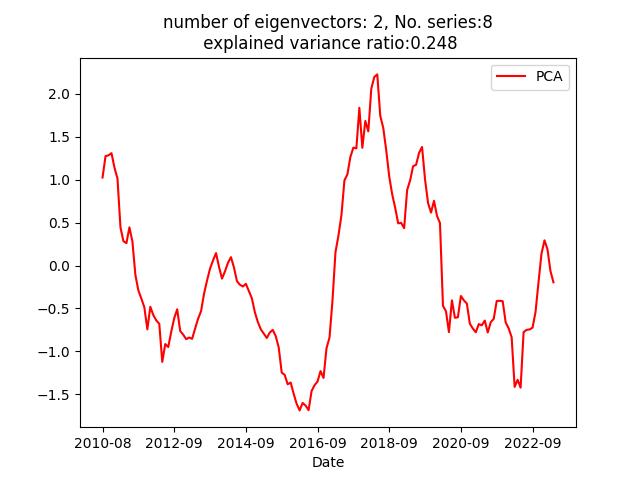 number of eigenvectors: 2, No. series:8
explained variance ratio:0.248
PCA
2.0
1.5
1.0
0.5
0.0
−0.5
−1.0
−1.5
2010-08 2012-09 2014-09 2016-09 2018-09 2020-09 2022-09
Date